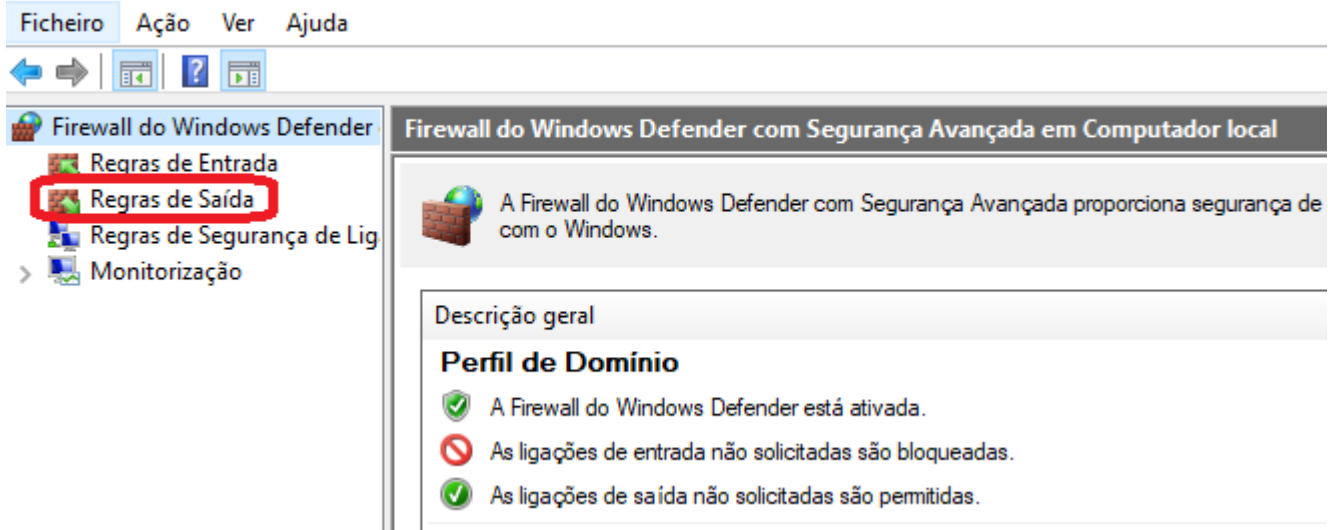 Ficheiro Ação Ver Ajuda
Firewall do Windows Defender
Regras de Entrada
Regras de Saída
Regras de Segurança de Lig
Monitorização
Firewall do Windows Defender com Segurança Avançada em Computador local
A Firewall do Windows Defender com Segurança Avançada proporciona segurança de
com o Windows.
Descrição geral
Perfil de Domínio
A Firewall do Windows Defender está ativada.
As ligações de entrada não solicitadas são bloqueadas.
As ligações de saída não solicitadas são permitidas.